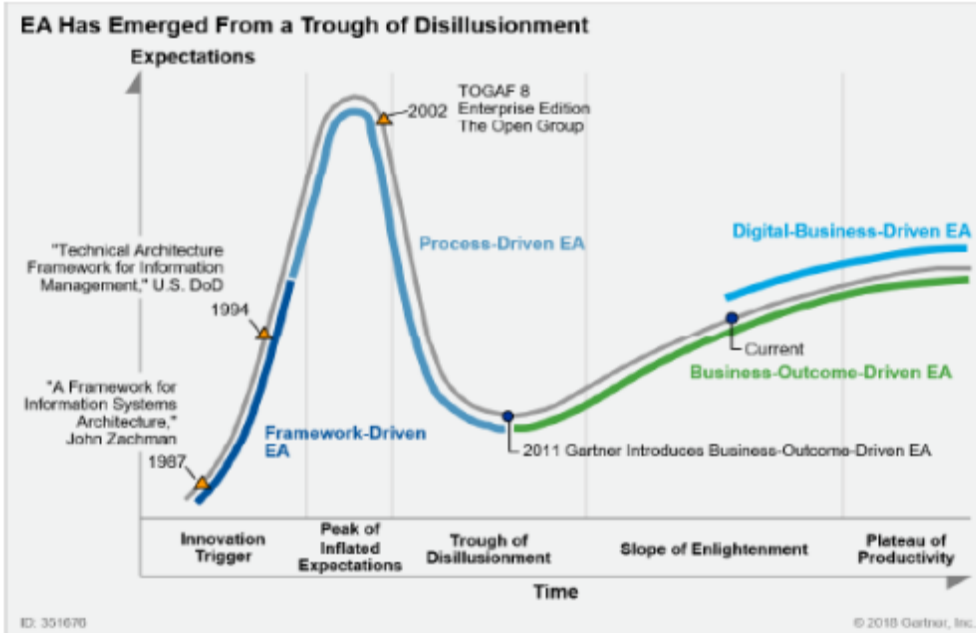 EA Has Emerged From a Trough of Disillusionment
Expectations
TOGAF 8
2002 Enterprise Edition
The Open Group
Digital-Business-Driven EA
Process-Driven EA
"Technical Architecture
Framework for Information
Management," U.S. DoD
1994
Current
Business-Outcome-Driven EA
"A Framework for
Information Systems
Architecture,"
John Zachman
1987
Framework-Driven
EA
2011 Gartner Introduces Business-Outcome-Driven EA
Innovation
Trigger
Peak of
Inflated
Expectations
Trough of
Disillusionment
Slope of Enlightenment
Plateau of
Productivity
Time
ID: 351678
© 2018 Gartner, Inc.